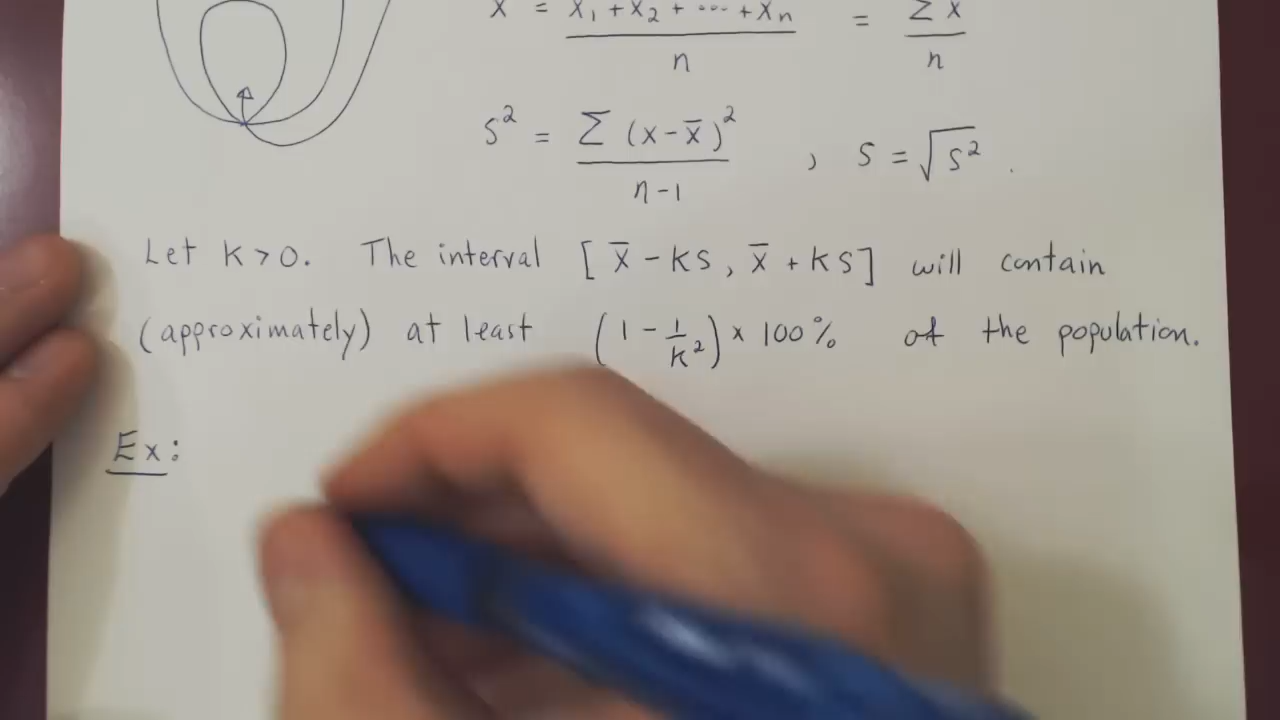 x̄ = x₁ + x₂ + ... + xₙ / n = Σ x / n
s² = Σ (x - x̄)² / n - 1 , s = √s² .
Let k > 0. The interval [x̄ - ks, x̄ + ks] will contain
(approximately) at least (1 - 1/k²) × 100% of the population.
Ex: